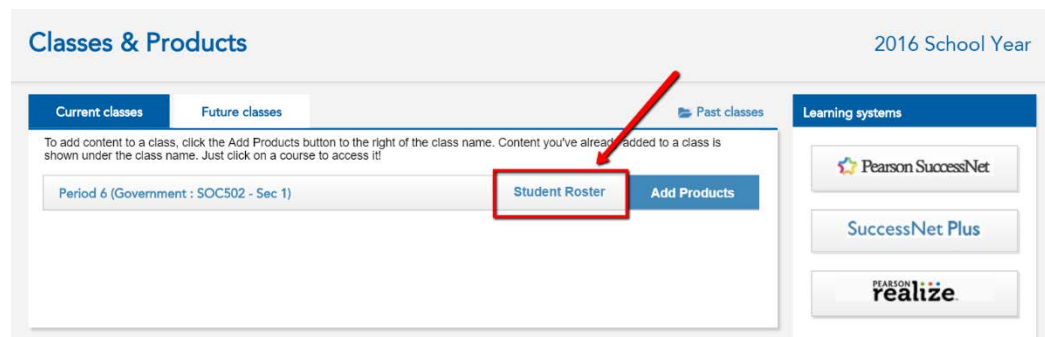 Classes & Products
2016 School Year
Current classes
Future classes
Past classes
To add content to a class, click the Add Products button to the right of the class name. Content you've already added to a class is
shown under the class name. Just click on a course to access it!
Period 6 (Government : SOC502 - Sec 1)
Student Roster
Add Products
Learning systems
Pearson SuccessNet
SuccessNet Plus
PEARSON
realize